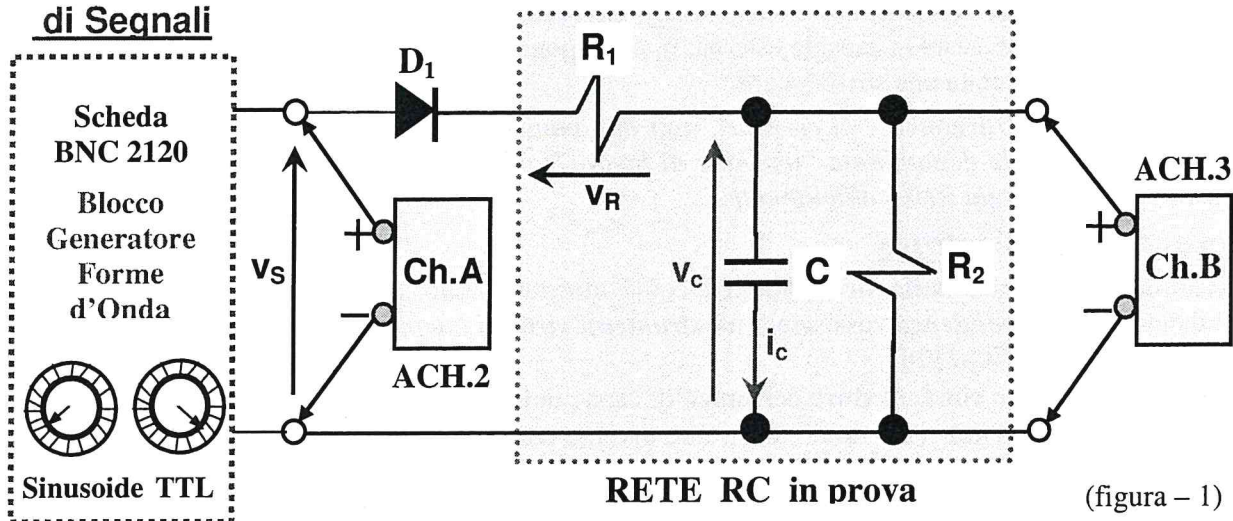 di Segnali
Scheda
BNC 2120
Blocco
Generatore
Forme
d'Onda
Sinusoide TTL
vS
+
Ch.A
−
ACH.2
D1
R1
vR
vc
C
ic
R2
RETE RC in prova
ACH.3
+
Ch.B
−
(figura – 1)